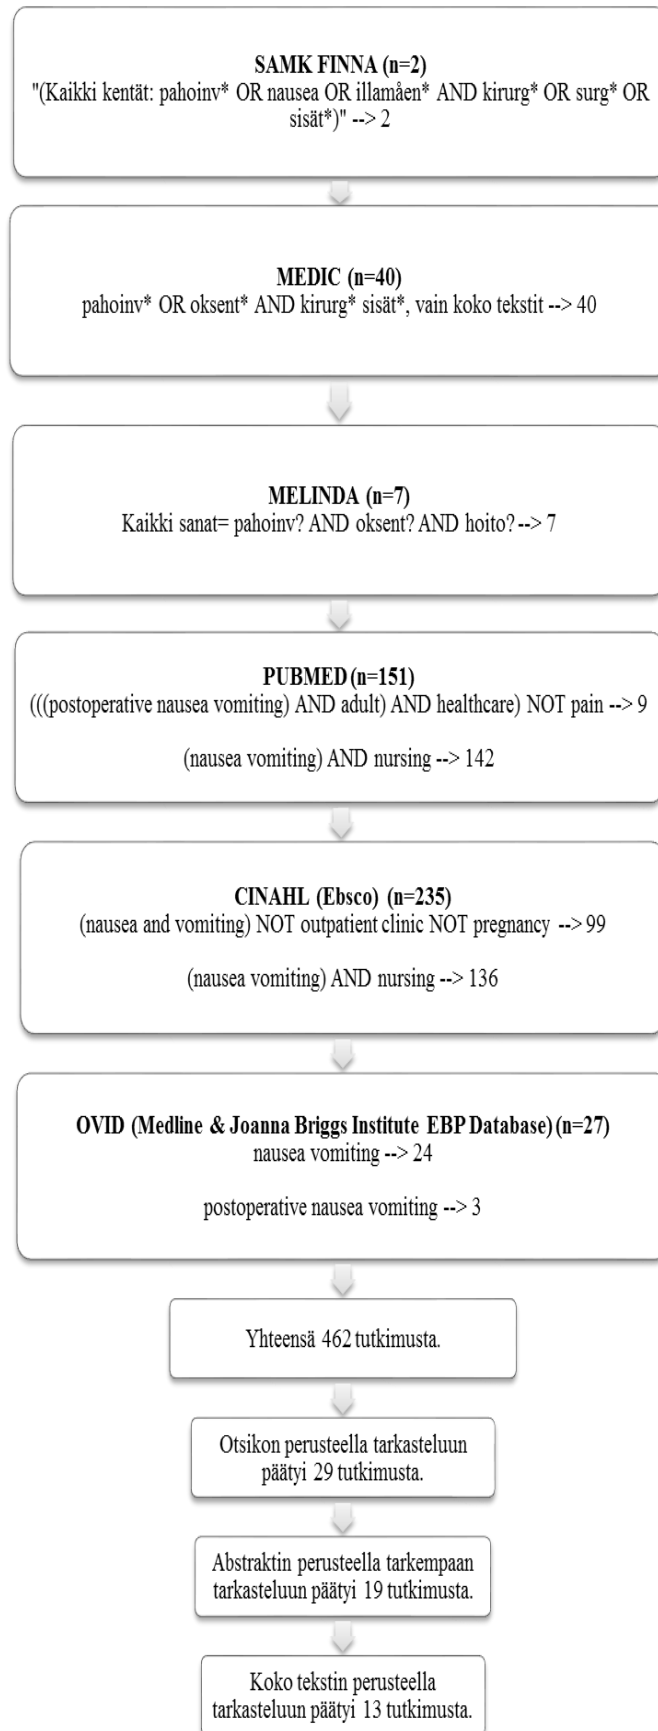 SAMK FINNA (n=2)
"(Kaikki kentät: pahoinv* OR nausea OR illamåen* AND kirurg* OR surg* OR
sisät*)" --> 2
MEDIC (n=40)
pahoinv* OR oksent* AND kirurg* sisät*, vain koko tekstit --> 40
MELINDA (n=7)
Kaikki sanat= pahoinv? AND oksent? AND hoito? --> 7
PUBMED (n=151)
(((postoperative nausea vomiting) AND adult) AND healthcare) NOT pain --> 9
(nausea vomiting) AND nursing --> 142
CINAHL (Ebsco) (n=235)
(nausea and vomiting) NOT outpatient clinic NOT pregnancy --> 99
(nausea vomiting) AND nursing --> 136
OVID (Medline & Joanna Briggs Institute EBP Database) (n=27)
nausea vomiting --> 24
postoperative nausea vomiting --> 3
Yhteensä 462 tutkimusta.
Otsikon perusteella tarkasteluun
päätyi 29 tutkimusta.
Abstraktin perusteella tarkempaan
tarkasteluun päätyi 19 tutkimusta.
Koko tekstin perusteella
tarkasteluun päätyi 13 tutkimusta.